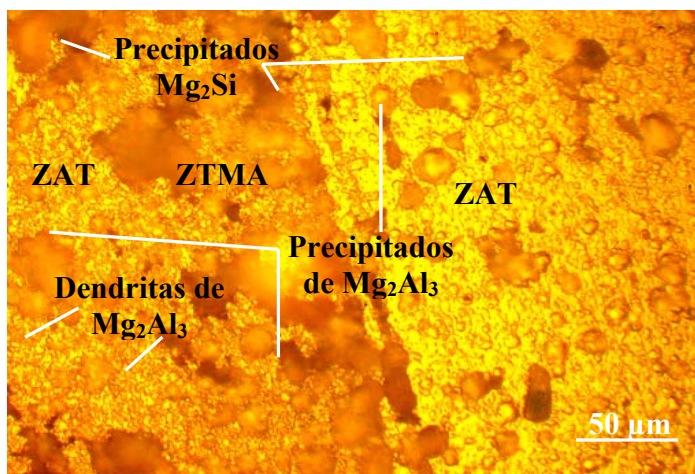 Precipitados
Mg₂Si
ZAT
ZTMA
ZAT
Precipitados
de Mg₂Al₃
Dendritas de
Mg₂Al₃
50 µm